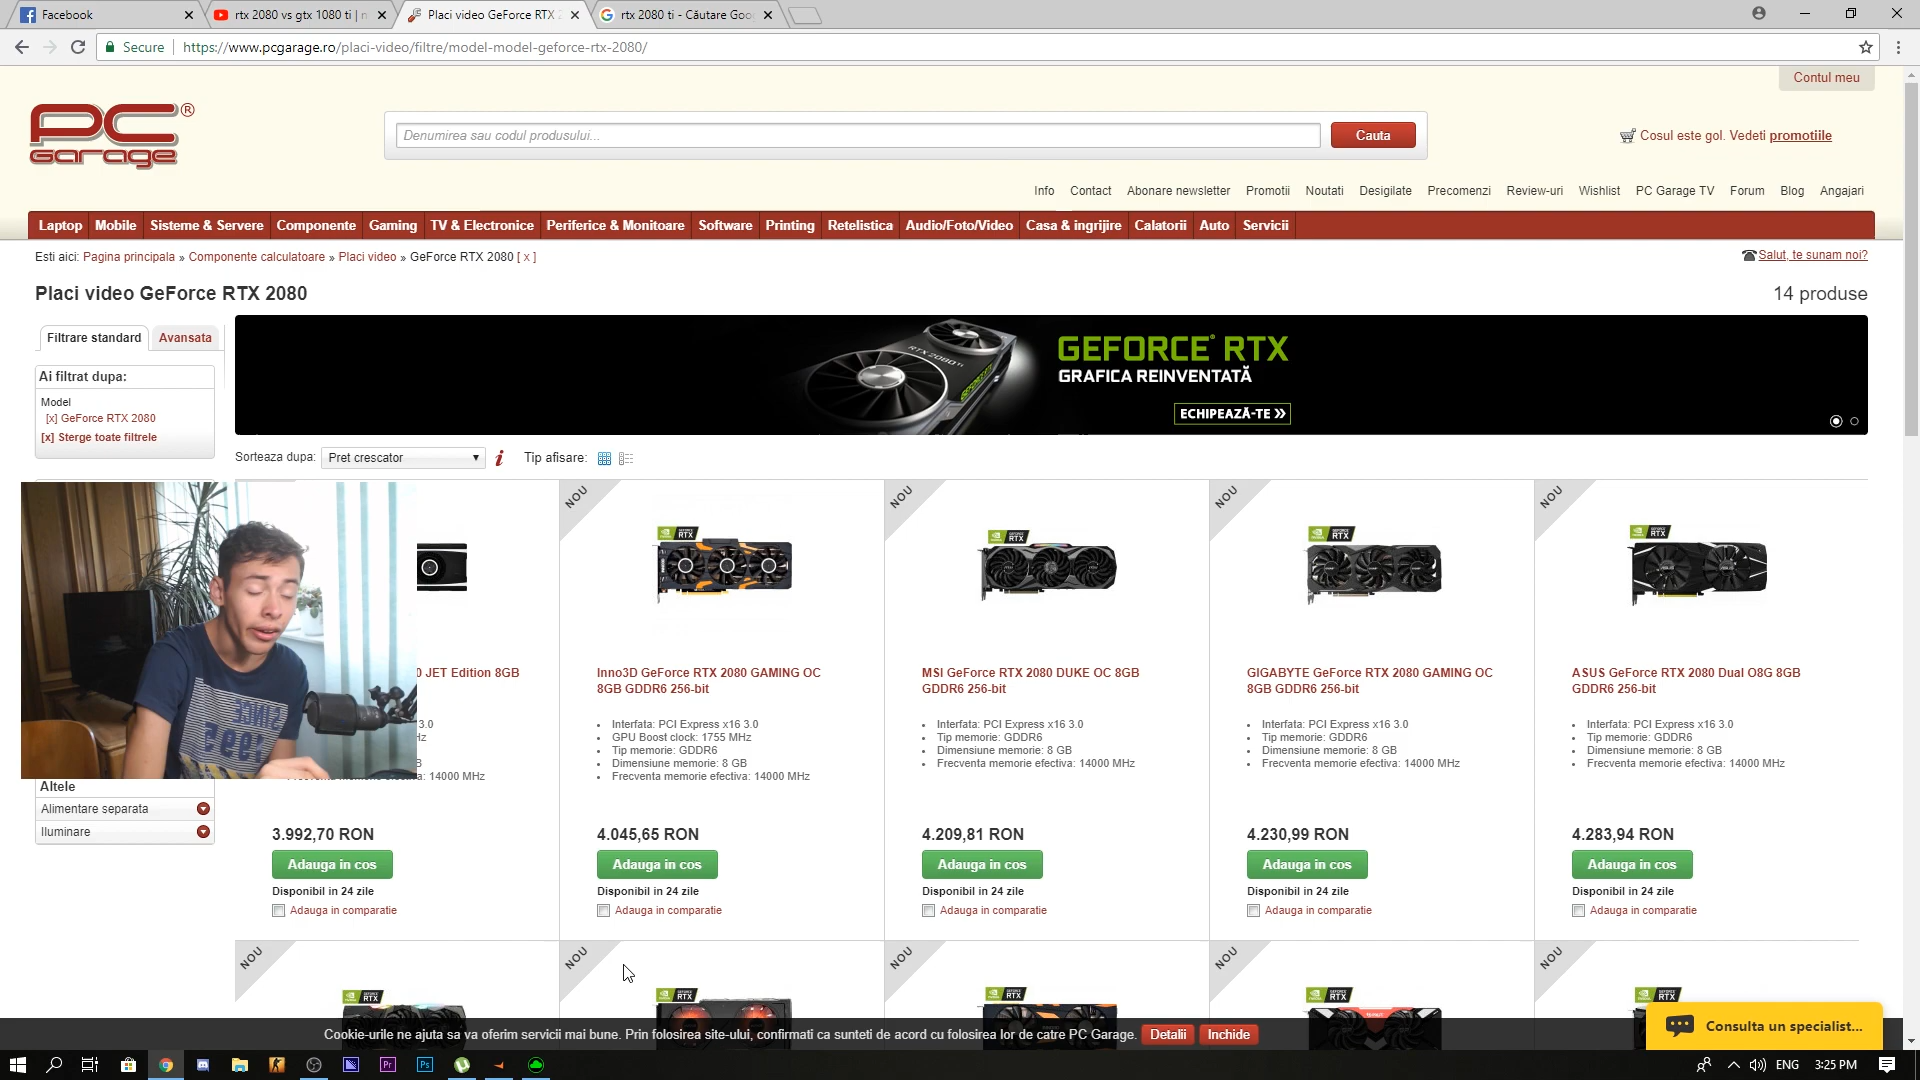 Facebook
rtx 2080 vs gtx 1080 ti | n
Placi video GeForce RTX 2
rtx 2080 ti - Căutare Goo
Secure
https://www.pcgarage.ro/placi-video/filtre/model-model-geforce-rtx-2080/
Contul meu
PC Garage ®
Denumirea sau codul produsului...
Cauta
Cosul este gol. Vedeti promotiile
Info Contact Abonare newsletter Promotii Noutati Desigilate Precomenzi Review-uri Wishlist PC Garage TV Forum Blog Angajari
Laptop Mobile Sisteme & Servere Componente Gaming TV & Electronice Periferice & Monitoare Software Printing Retelistica Audio/Foto/Video Casa & ingrijire Calatorii Auto Servicii
Esti aici: Pagina principala » Componente calculatoare » Placi video » GeForce RTX 2080 [ x ]
Salut, te sunam noi?
Placi video GeForce RTX 2080
14 produse
Filtrare standard
Avansata
Ai filtrat dupa:
Model
[x] GeForce RTX 2080
[x] Sterge toate filtrele
RTX 2080 Ti
GEFORCE® RTX
GRAFICA REINVENTATĂ
ECHIPEAZĂ-TE
Sorteaza dupa: Pret crescator
i
Tip afisare:
NOU
NOU
NOU
NOU
0 JET Edition 8GB
Inno3D GeForce RTX 2080 GAMING OC
8GB GDDR6 256-bit
MSI GeForce RTX 2080 DUKE OC 8GB
GDDR6 256-bit
GIGABYTE GeForce RTX 2080 GAMING OC
8GB GDDR6 256-bit
ASUS GeForce RTX 2080 Dual O8G 8GB
GDDR6 256-bit
3.0
Hz
B
a: 14000 MHz
Interfata: PCI Express x16 3.0
GPU Boost clock: 1755 MHz
Tip memorie: GDDR6
Dimensiune memorie: 8 GB
Frecventa memorie efectiva: 14000 MHz
Interfata: PCI Express x16 3.0
Tip memorie: GDDR6
Dimensiune memorie: 8 GB
Frecventa memorie efectiva: 14000 MHz
Interfata: PCI Express x16 3.0
Tip memorie: GDDR6
Dimensiune memorie: 8 GB
Frecventa memorie efectiva: 14000 MHz
Interfata: PCI Express x16 3.0
Tip memorie: GDDR6
Dimensiune memorie: 8 GB
Frecventa memorie efectiva: 14000 MHz
Altele
Alimentare separata
Iluminare
3.992,70 RON
Adauga in cos
Disponibil in 24 zile
Adauga in comparatie
4.045,65 RON
Adauga in cos
Disponibil in 24 zile
Adauga in comparatie
4.209,81 RON
Adauga in cos
Disponibil in 24 zile
Adauga in comparatie
4.230,99 RON
Adauga in cos
Disponibil in 24 zile
Adauga in comparatie
4.283,94 RON
Adauga in cos
Disponibil in 24 zile
Adauga in comparatie
NOU
NOU
NOU
NOU
NOU
RTX
RTX
RTX
RTX
RTX
Cookie-urile ne ajuta sa va oferim servicii mai bune. Prin folosirea site-ului, confirmati ca sunteti de acord cu folosirea lor de catre PC Garage. Detalii Inchide
Consulta un specialist...
Pr
Ps
ENG
3:25 PM